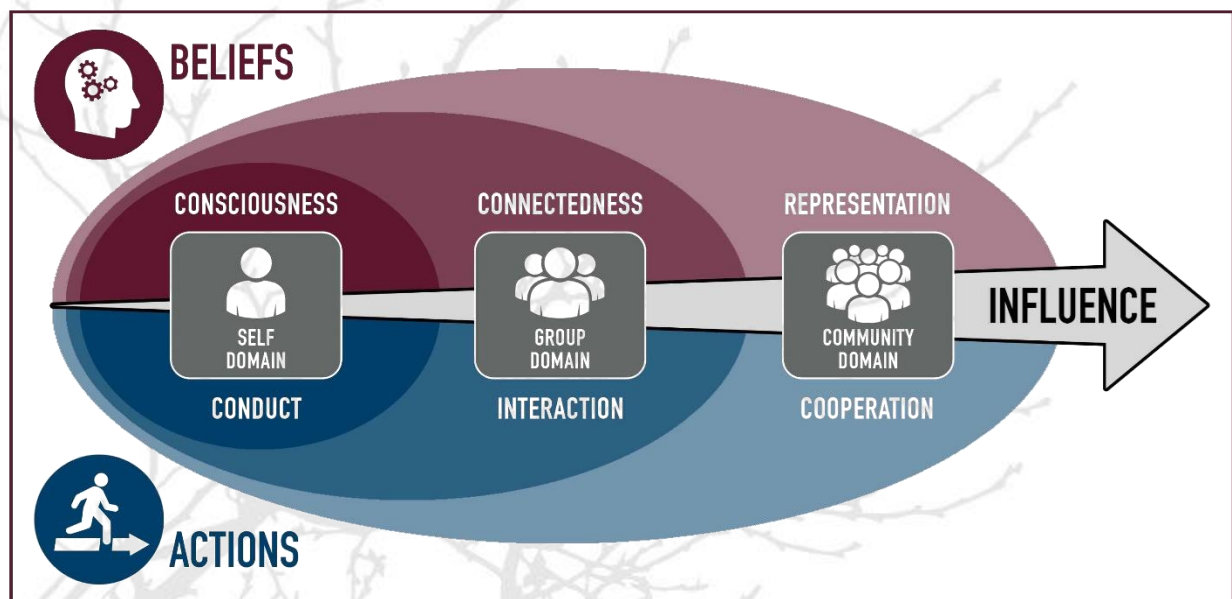 BELIEFS
CONSCIOUSNESS
CONNECTEDNESS
REPRESENTATION
SELF
DOMAIN
GROUP
DOMAIN
COMMUNITY
DOMAIN
INFLUENCE
CONDUCT
INTERACTION
COOPERATION
ACTIONS